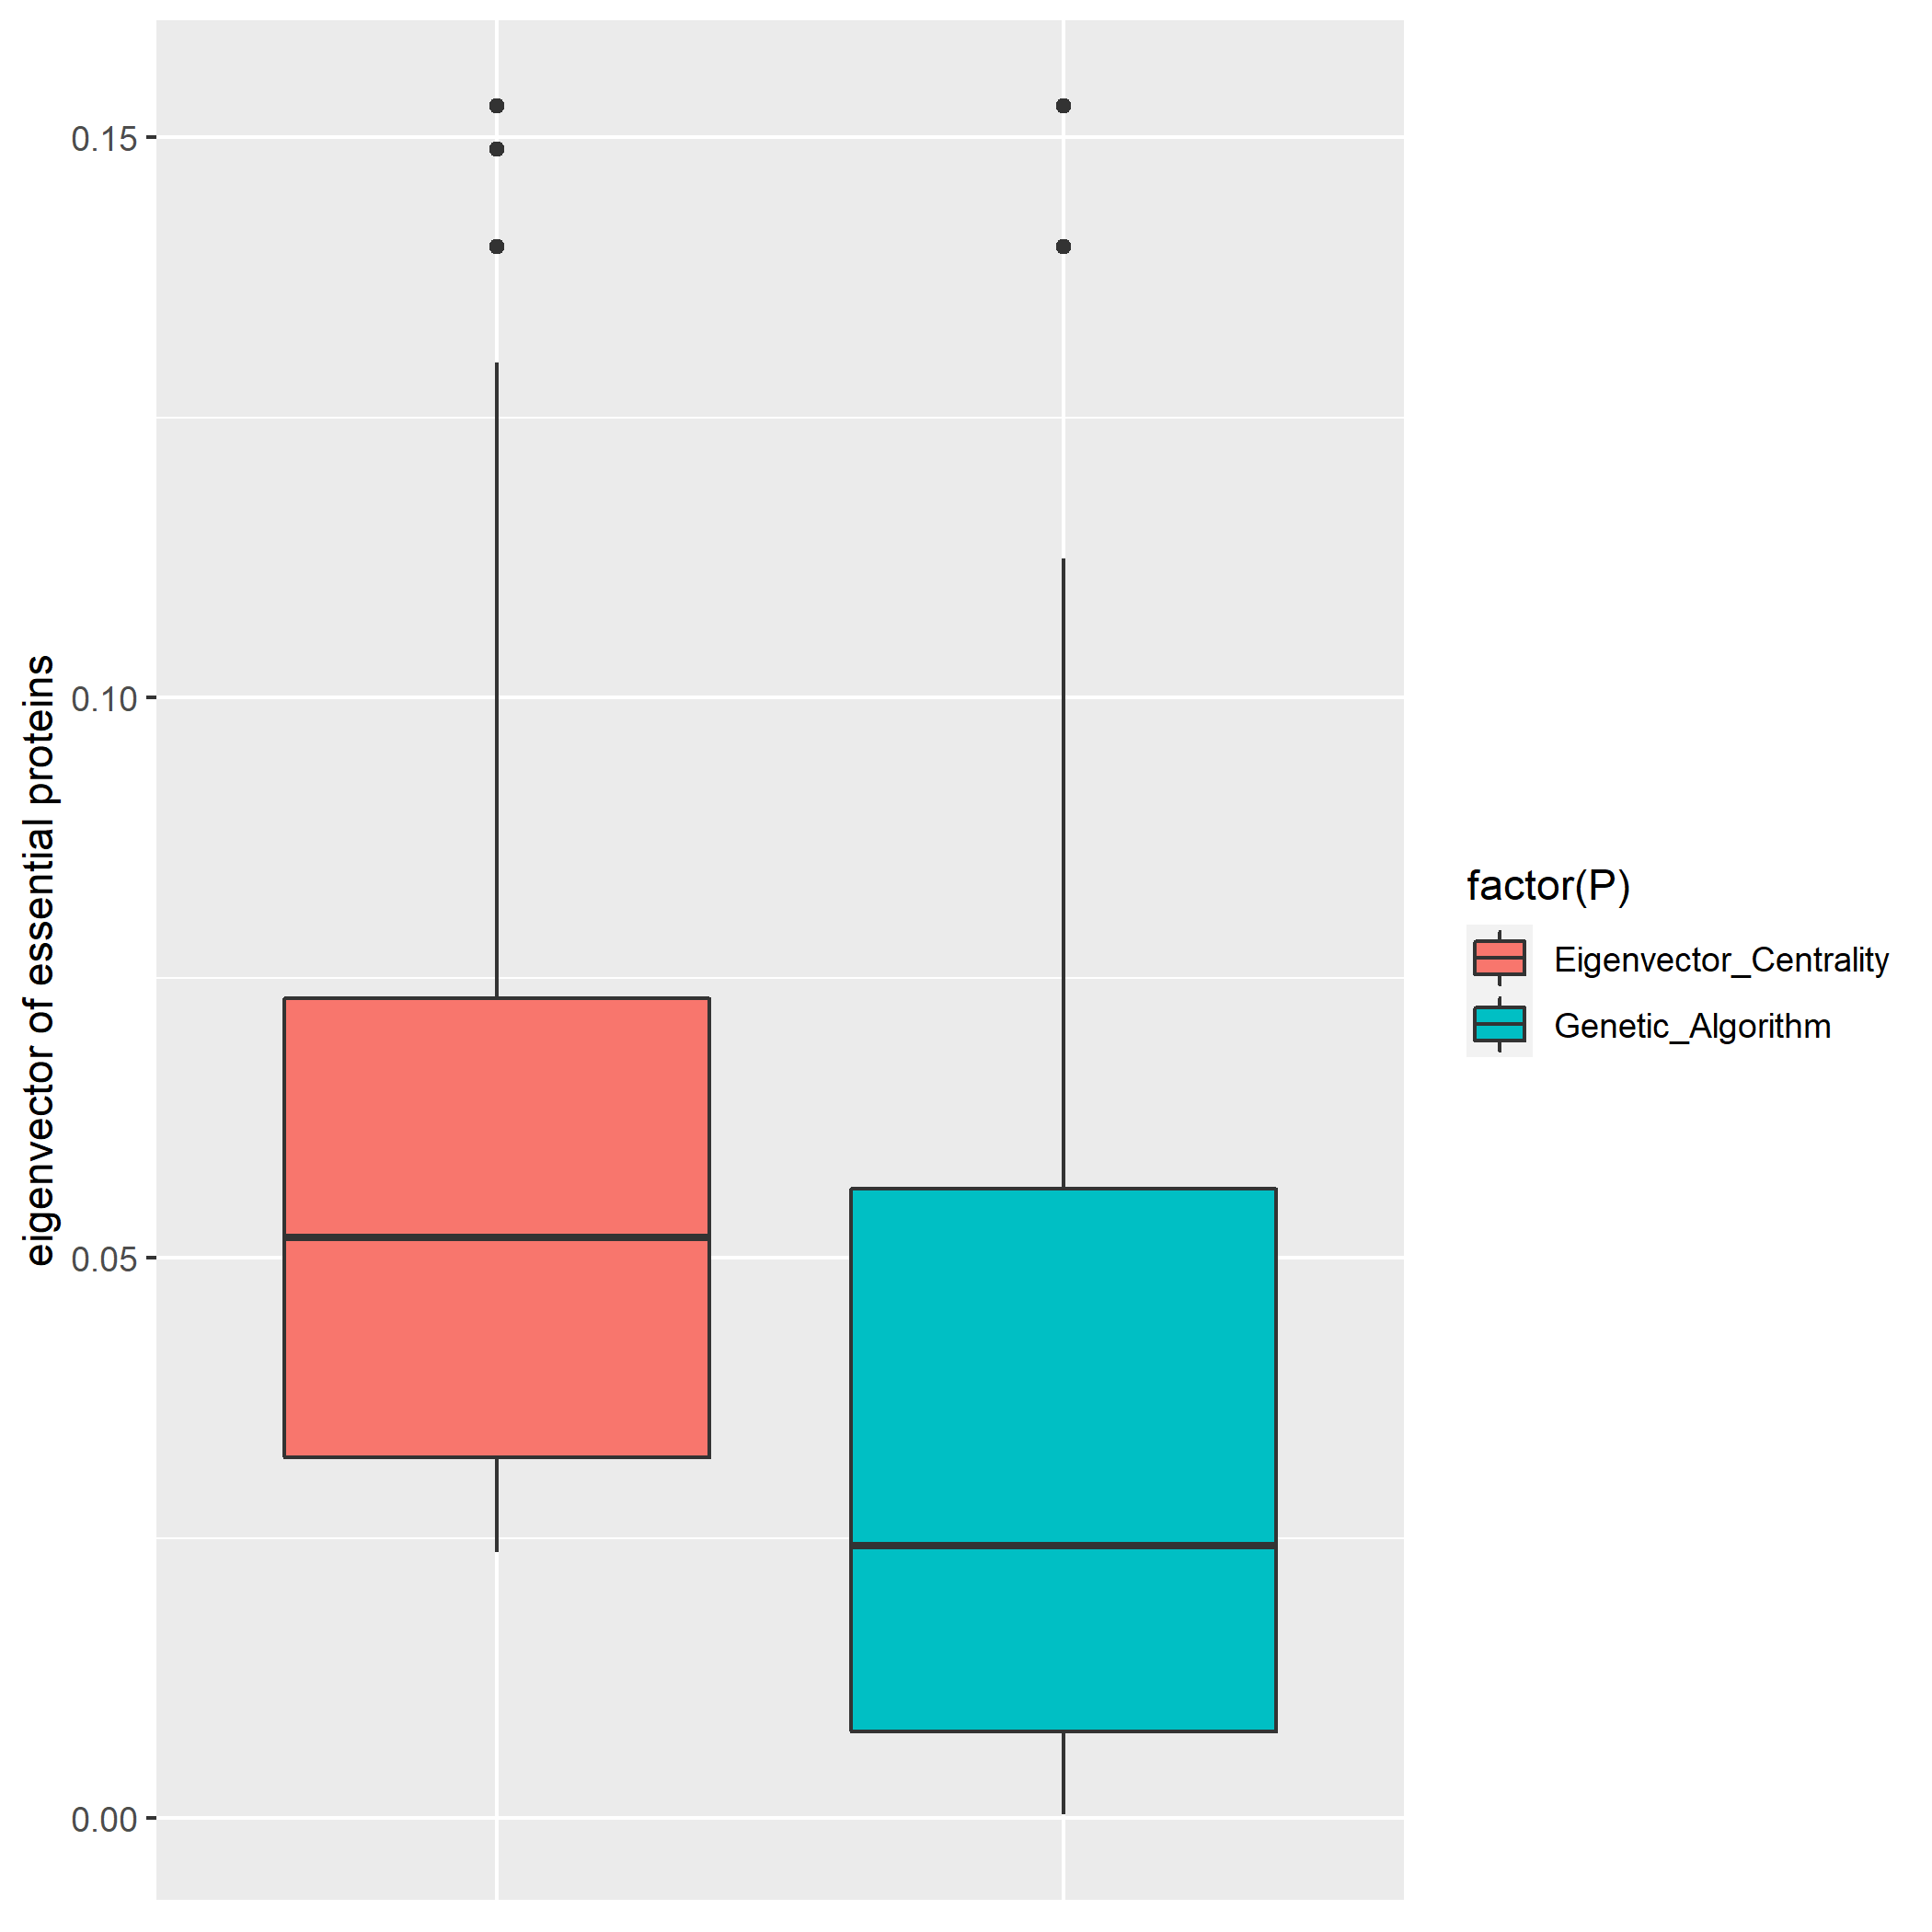 eigenvector of essential proteins
0.15
0.10
0.05
0.00
factor(P)
Eigenvector_Centrality
Genetic_Algorithm